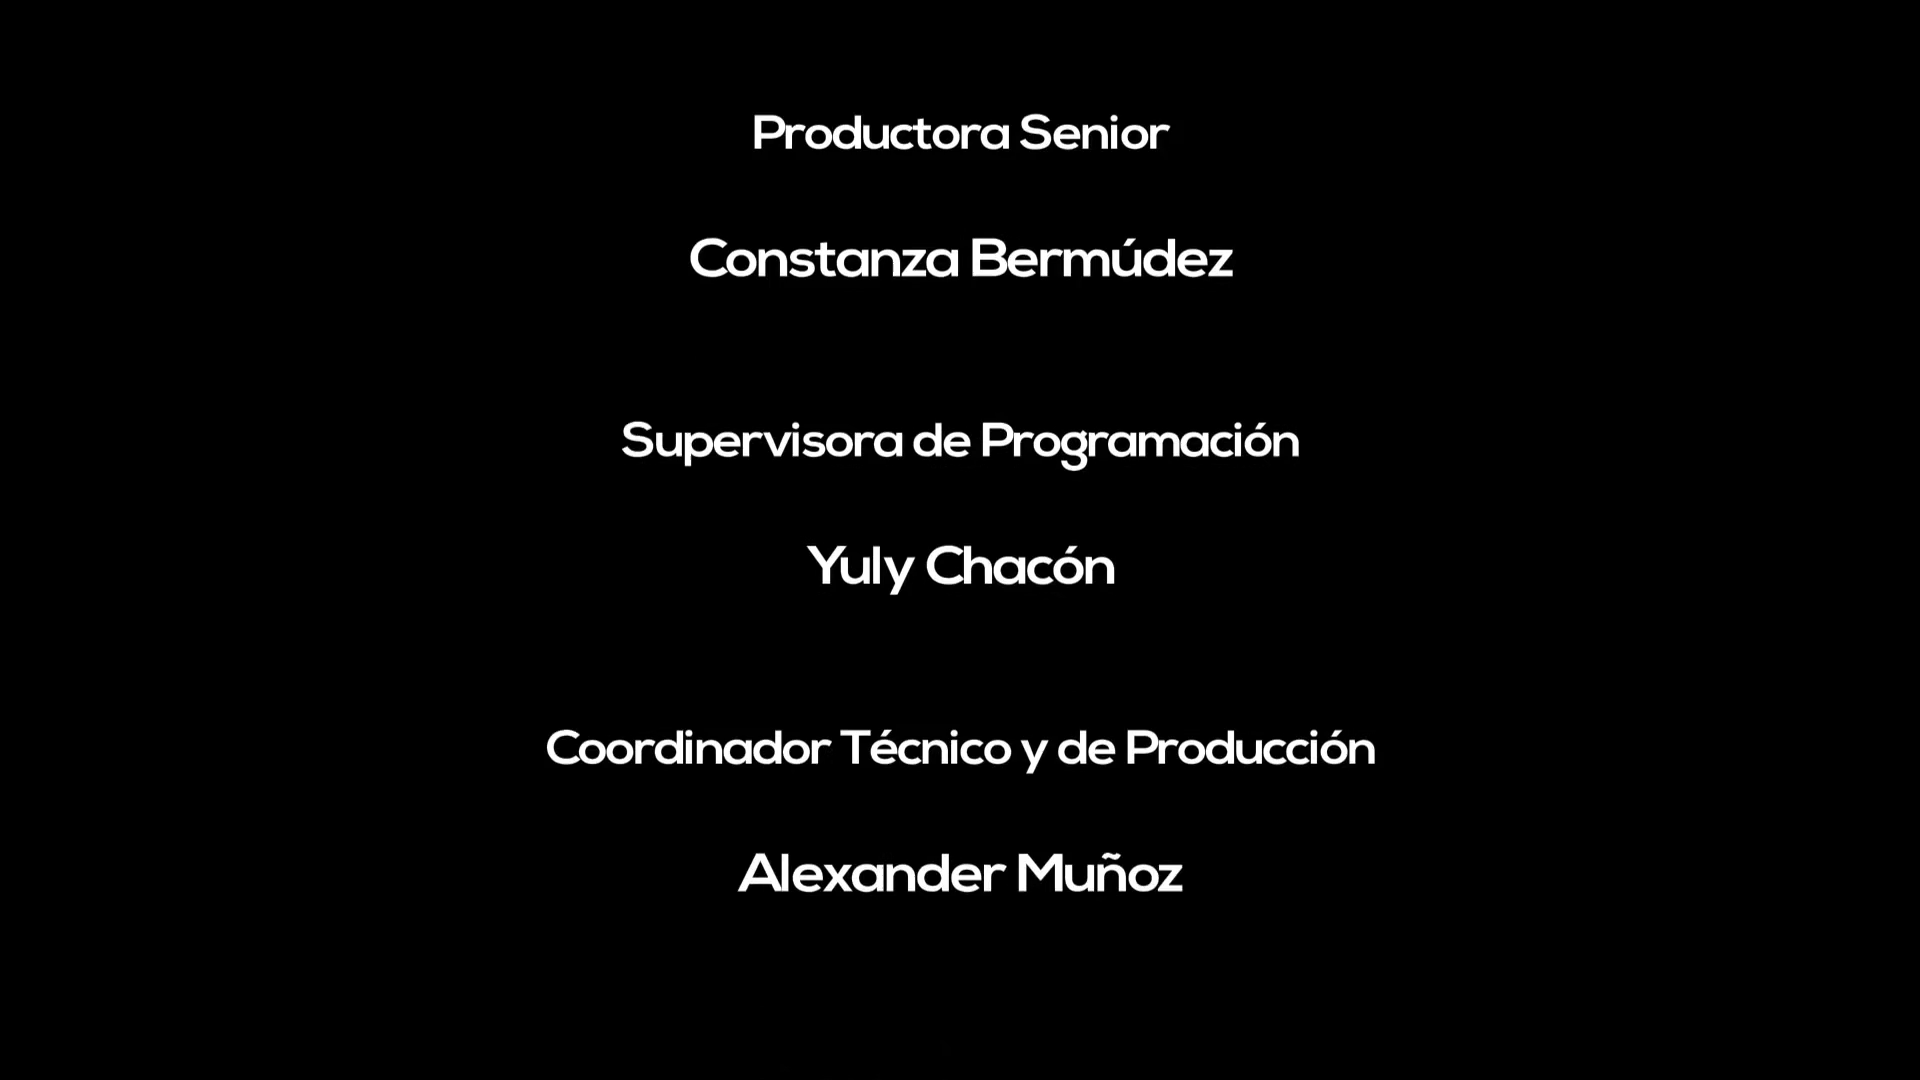 Productora Senior
Constanza Bermúdez
Supervisora de Programación
Yuly Chacón
Coordinador Técnico y de Producción
Alexander Muñoz